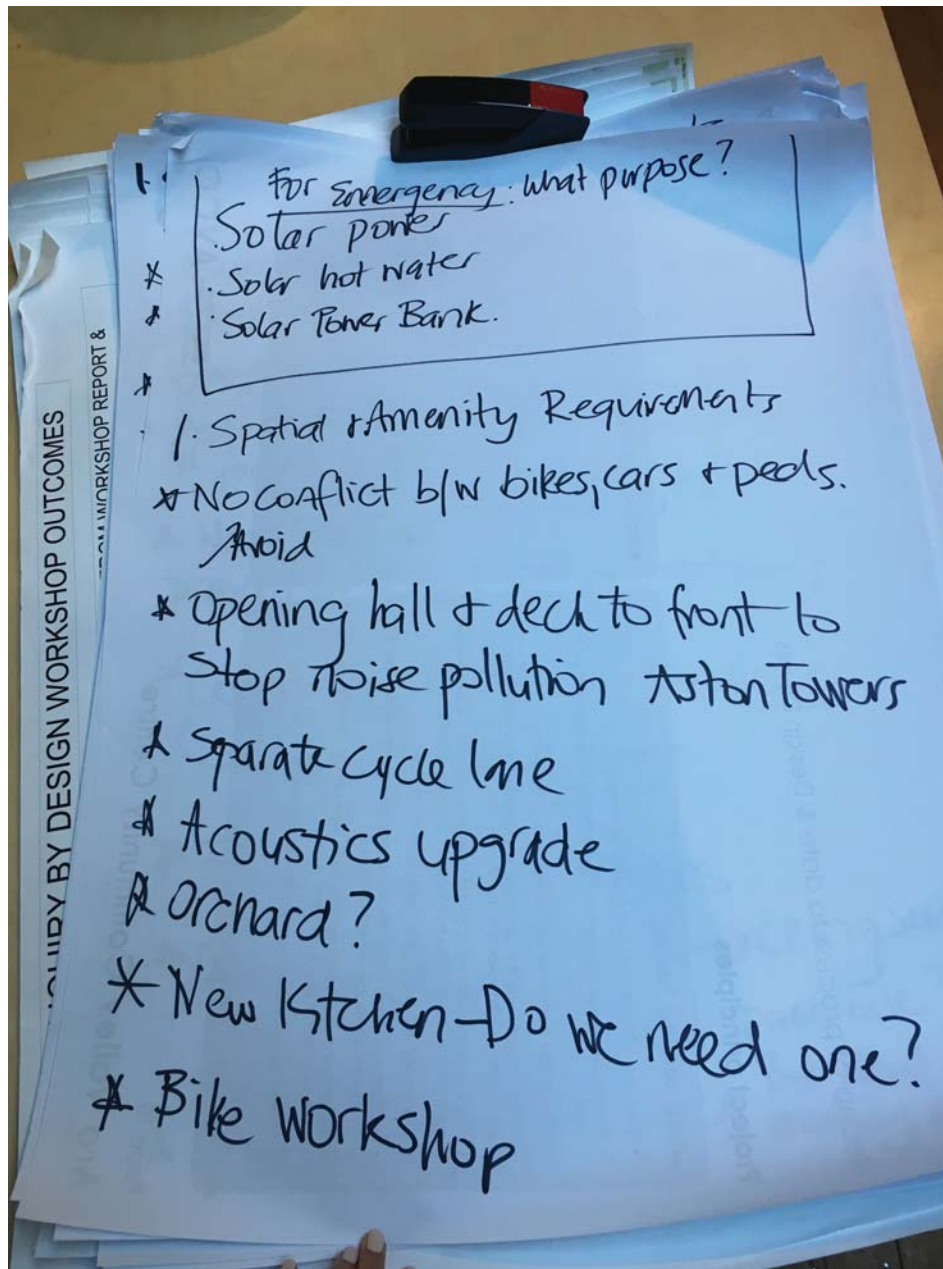 For Emergency: what purpose?
· Solar power
· Solar hot water
· Solar Power Bank.
1. Spatial + Amenity Requirements
* No conflict b/w bikes, cars + peds.
Avoid
* Opening hall + deck to front to
stop noise pollution Aston Towers
* Separate cycle lane
* Acoustics upgrade
* Orchard?
* New Kitchen - Do we need one?
* Bike workshop
BY DESIGN WORKSHOP OUTCOMES
WORKSHOP REPORT &